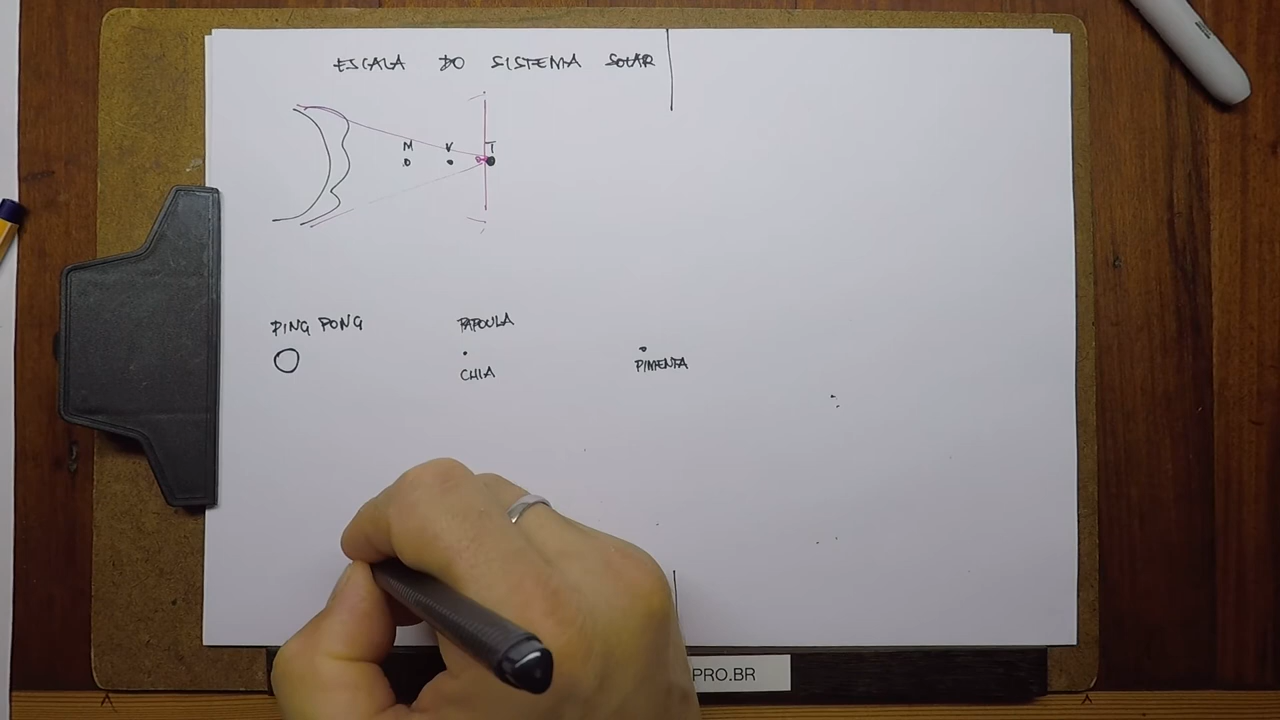 ESCALA DO SISTEMA SOLAR
M V T
PING PONG
PAPOULA
CHIA
PIMENTA
PRO.BR